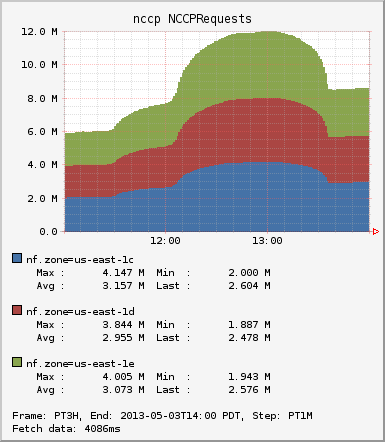 nccp NCCPRequests
12.0 M
10.0 M
8.0 M
6.0 M
4.0 M
2.0 M
0.0
12:00 13:00
nf.zone=us-east-1c
Max : 4.147 M Min : 2.000 M
Avg : 3.157 M Last : 2.604 M
nf.zone=us-east-1d
Max : 3.844 M Min : 1.887 M
Avg : 2.955 M Last : 2.478 M
nf.zone=us-east-1e
Max : 4.005 M Min : 1.943 M
Avg : 3.073 M Last : 2.576 M
Frame: PT3H, End: 2013-05-03T14:00 PDT, Step: PT1M
Fetch data: 4086ms